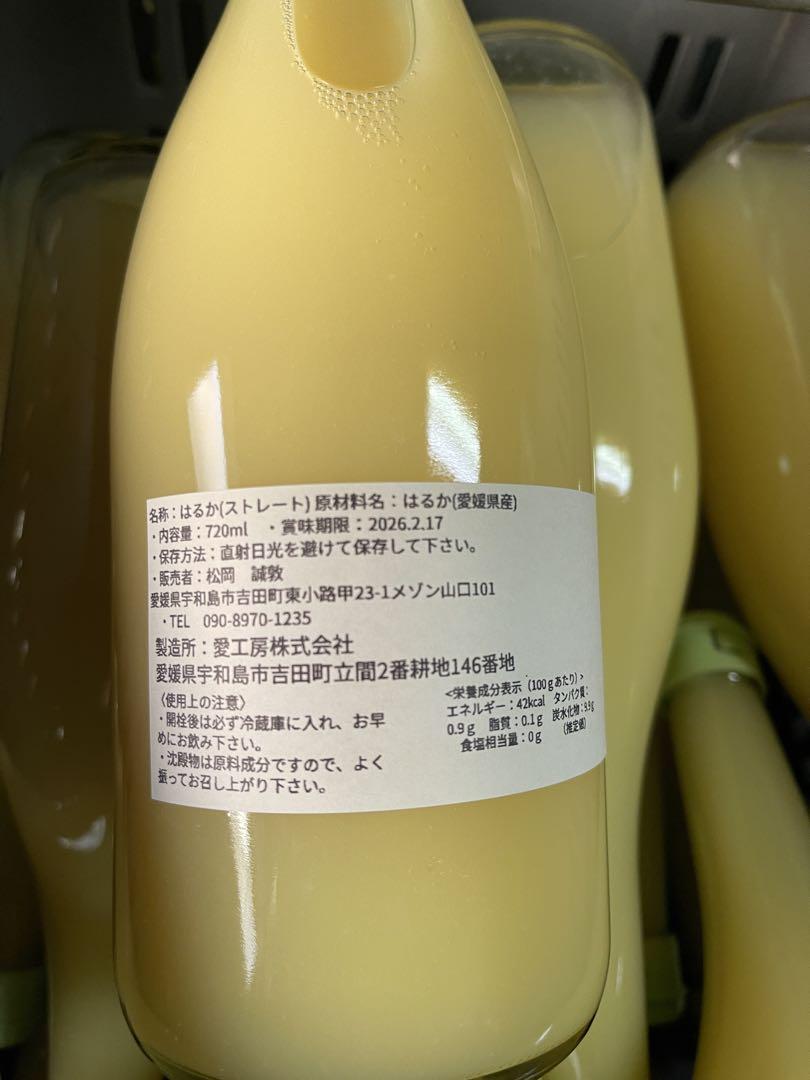 名称：はるか(ストレート) 原材料名：はるか(愛媛県産)
・内容量：720ml ・賞味期限：2026.2.17
・保存方法：直射日光を避けて保存して下さい。
・販売者：松岡 誠敦
愛媛県宇和島市吉田町東小路甲23-1メゾン山口101
・TEL 090-8970-1235
製造所：愛工房株式会社
愛媛県宇和島市吉田町立間2番耕地146番地
〈使用上の注意〉
・開栓後は必ず冷蔵庫に入れ、お早
めにお飲み下さい。
・沈殿物は原料成分ですので、よく
振ってお召し上がり下さい。
<栄養成分表示（100ｇあたり）>
エネルギー：42kcal タンパク質：
0.9ｇ 脂質：0.1ｇ 炭水化物：9.9ｇ
食塩相当量：0ｇ (推定値)